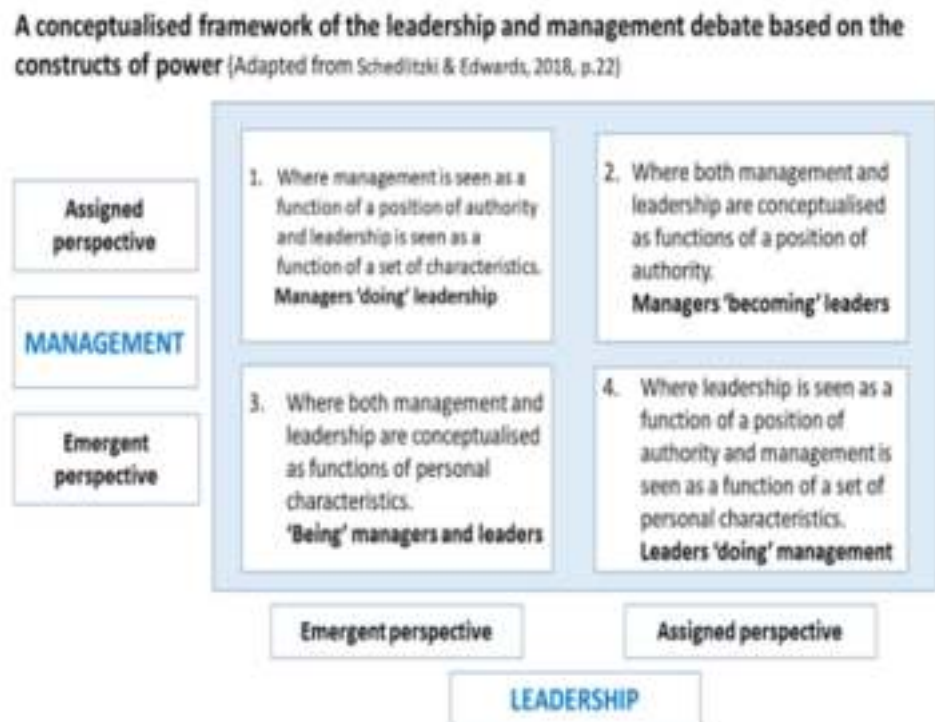 A conceptualised framework of the leadership and management debate based on the
constructs of power (Adapted from Schedlitzki & Edwards, 2018, p.22)
Assigned
perspective
MANAGEMENT
Emergent
perspective
1. Where management is seen as a
function of a position of authority
and leadership is seen as a
function of a set of characteristics.
Managers 'doing' leadership
2. Where both management and
leadership are conceptualised
as functions of a position of
authority.
Managers 'becoming' leaders
3. Where both management and
leadership are conceptualised
as functions of personal
characteristics.
'Being' managers and leaders
4. Where leadership is seen as a
function of a position of
authority and management is
seen as a function of a set of
personal characteristics.
Leaders 'doing' management
Emergent perspective
Assigned perspective
LEADERSHIP